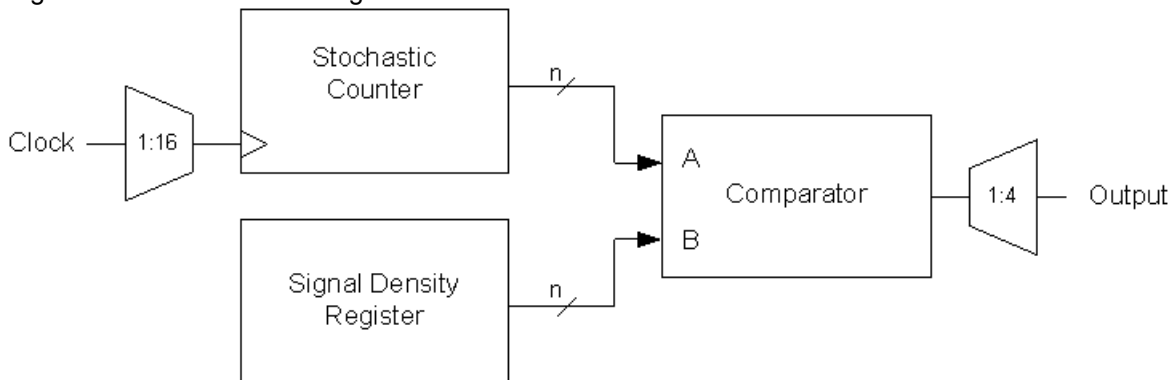 Stochastic
Counter
n
Clock
1:16
A
Comparator
1:4
Output
B
Signal Density
Register
n